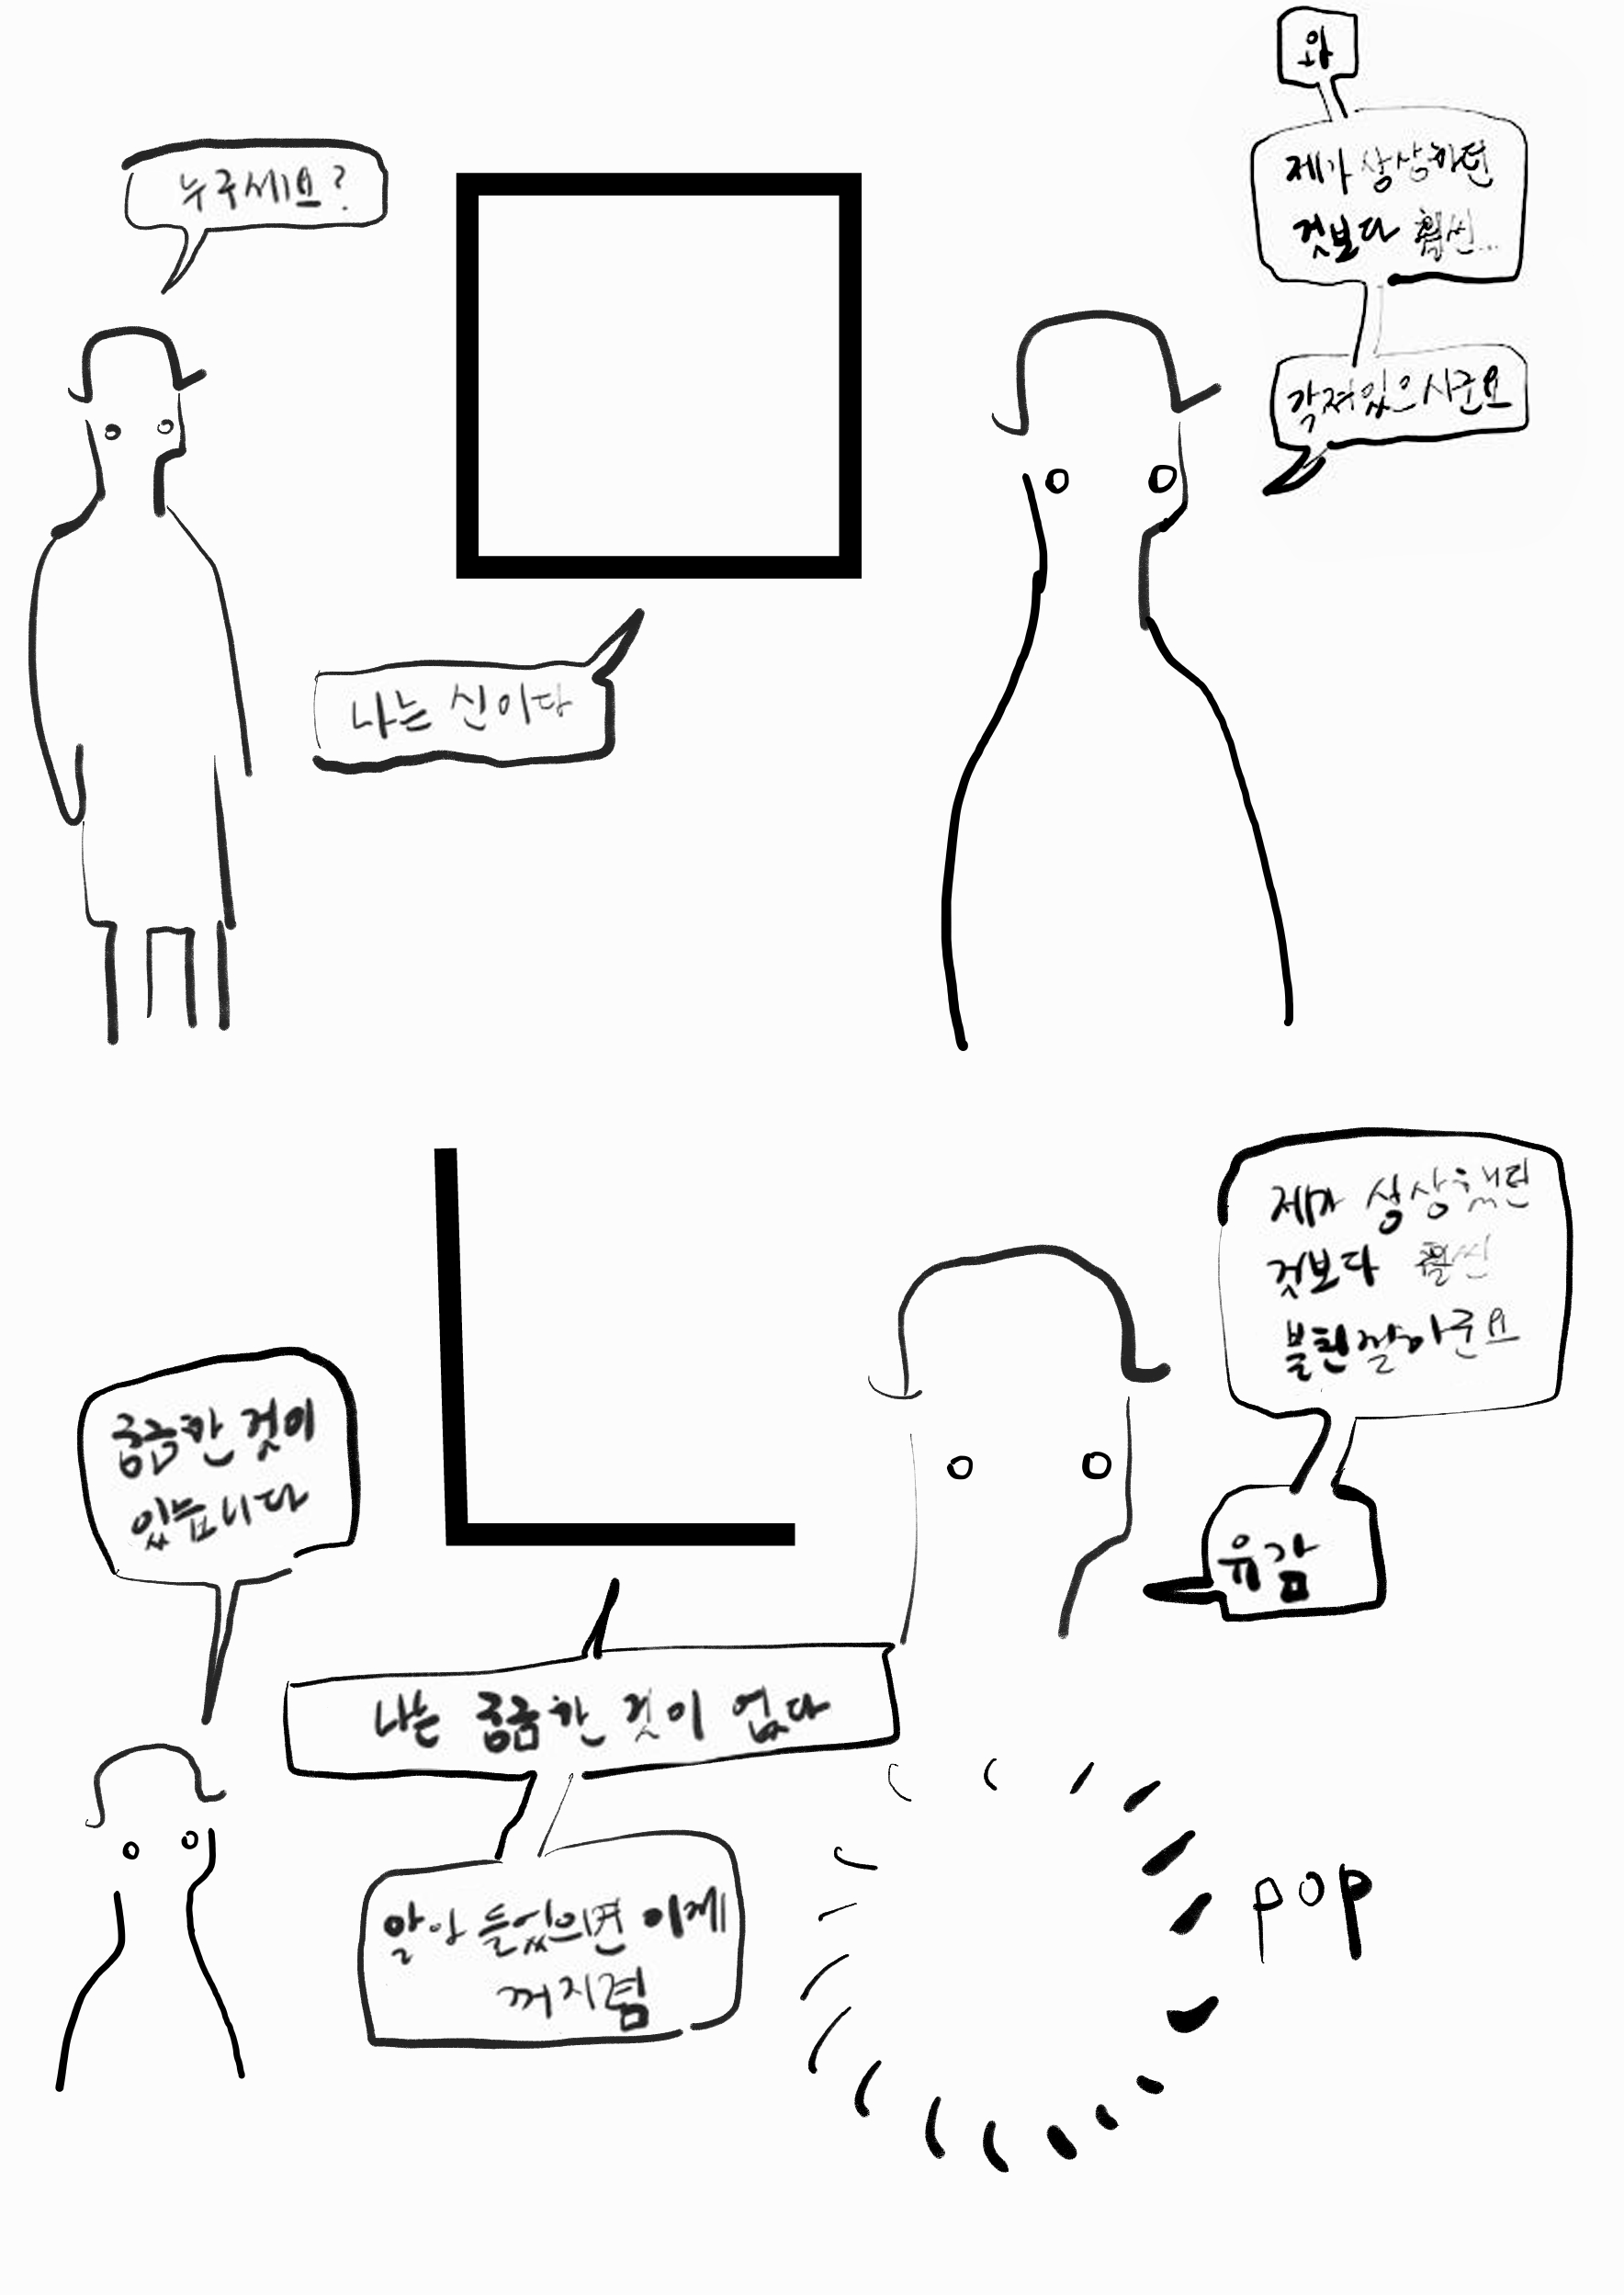 누구세요?
나는 신이다
와
제가 상상하던
것보다 훨씬...
각져있으시군요
궁금한 것이
있습니다
나는 궁금한 것이 없다
알아 들었으면 이제
꺼지렴
제가 상상했던
것보다 훨씬
불친절하군요
유감
POP